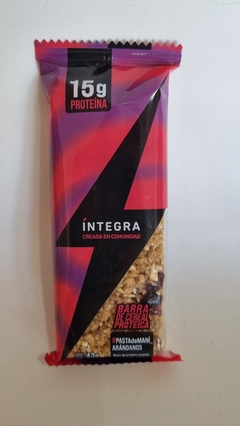 15g
PROTEÍNA
ÍNTEGRA
CREADA EN COMUNIDAD
BARRA
DE CEREAL
PROTEICA
#PASTAdeMANÍ
ARÁNDANOS